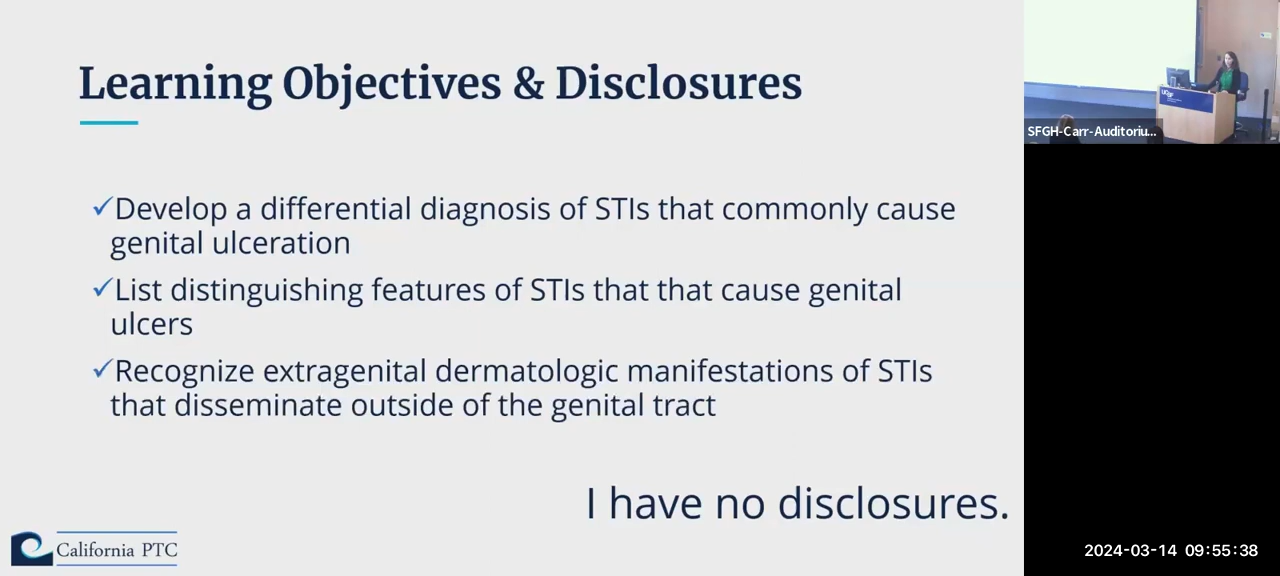 Learning Objectives & Disclosures
✓Develop a differential diagnosis of STIs that commonly cause
genital ulceration
✓List distinguishing features of STIs that that cause genital
ulcers
✓Recognize extragenital dermatologic manifestations of STIs
that disseminate outside of the genital tract
I have no disclosures.
California PTC
UCSF
SFGH-Carr-Auditoriu...
2024-03-14 09:55:38